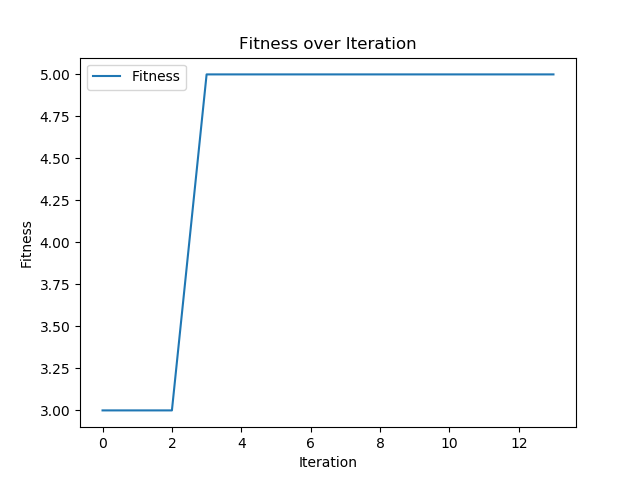 Fitness over Iteration
Fitness
5.00
4.75
4.50
4.25
4.00
3.75
3.50
3.25
3.00
Fitness
0 2 4 6 8 10 12
Iteration